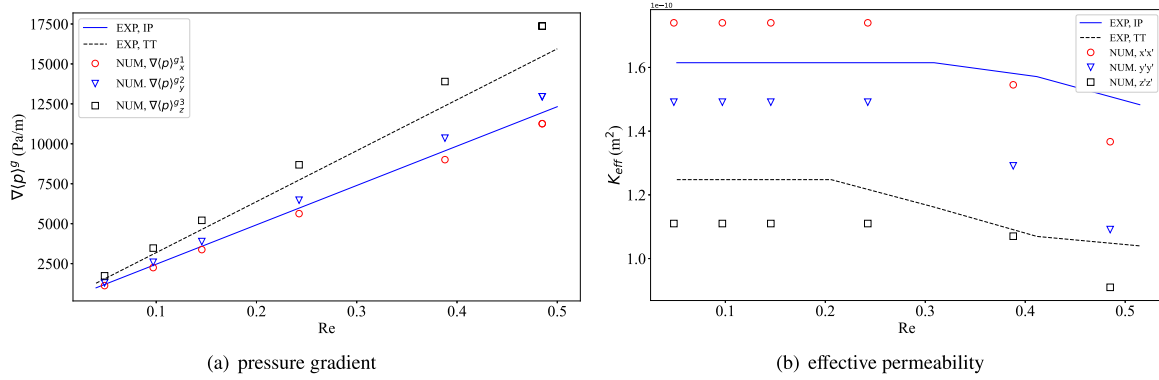 17500
15000
12500
10000
7500
5000
2500
0.1
0.2
0.3
0.4
0.5
Re
∇⟨p⟩^g (Pa/m)
EXP, IP
EXP, TT
NUM, ∇⟨p⟩_x^{g1}
NUM. ∇⟨p⟩_y^{g2}
NUM, ∇⟨p⟩_z^{g3}
(a) pressure gradient
1e−10
1.6
1.4
1.2
1.0
0.1
0.2
0.3
0.4
0.5
Re
K_{eff} (m²)
EXP, IP
EXP, TT
NUM, x'x'
NUM. y'y'
NUM, z'z'
(b) effective permeability